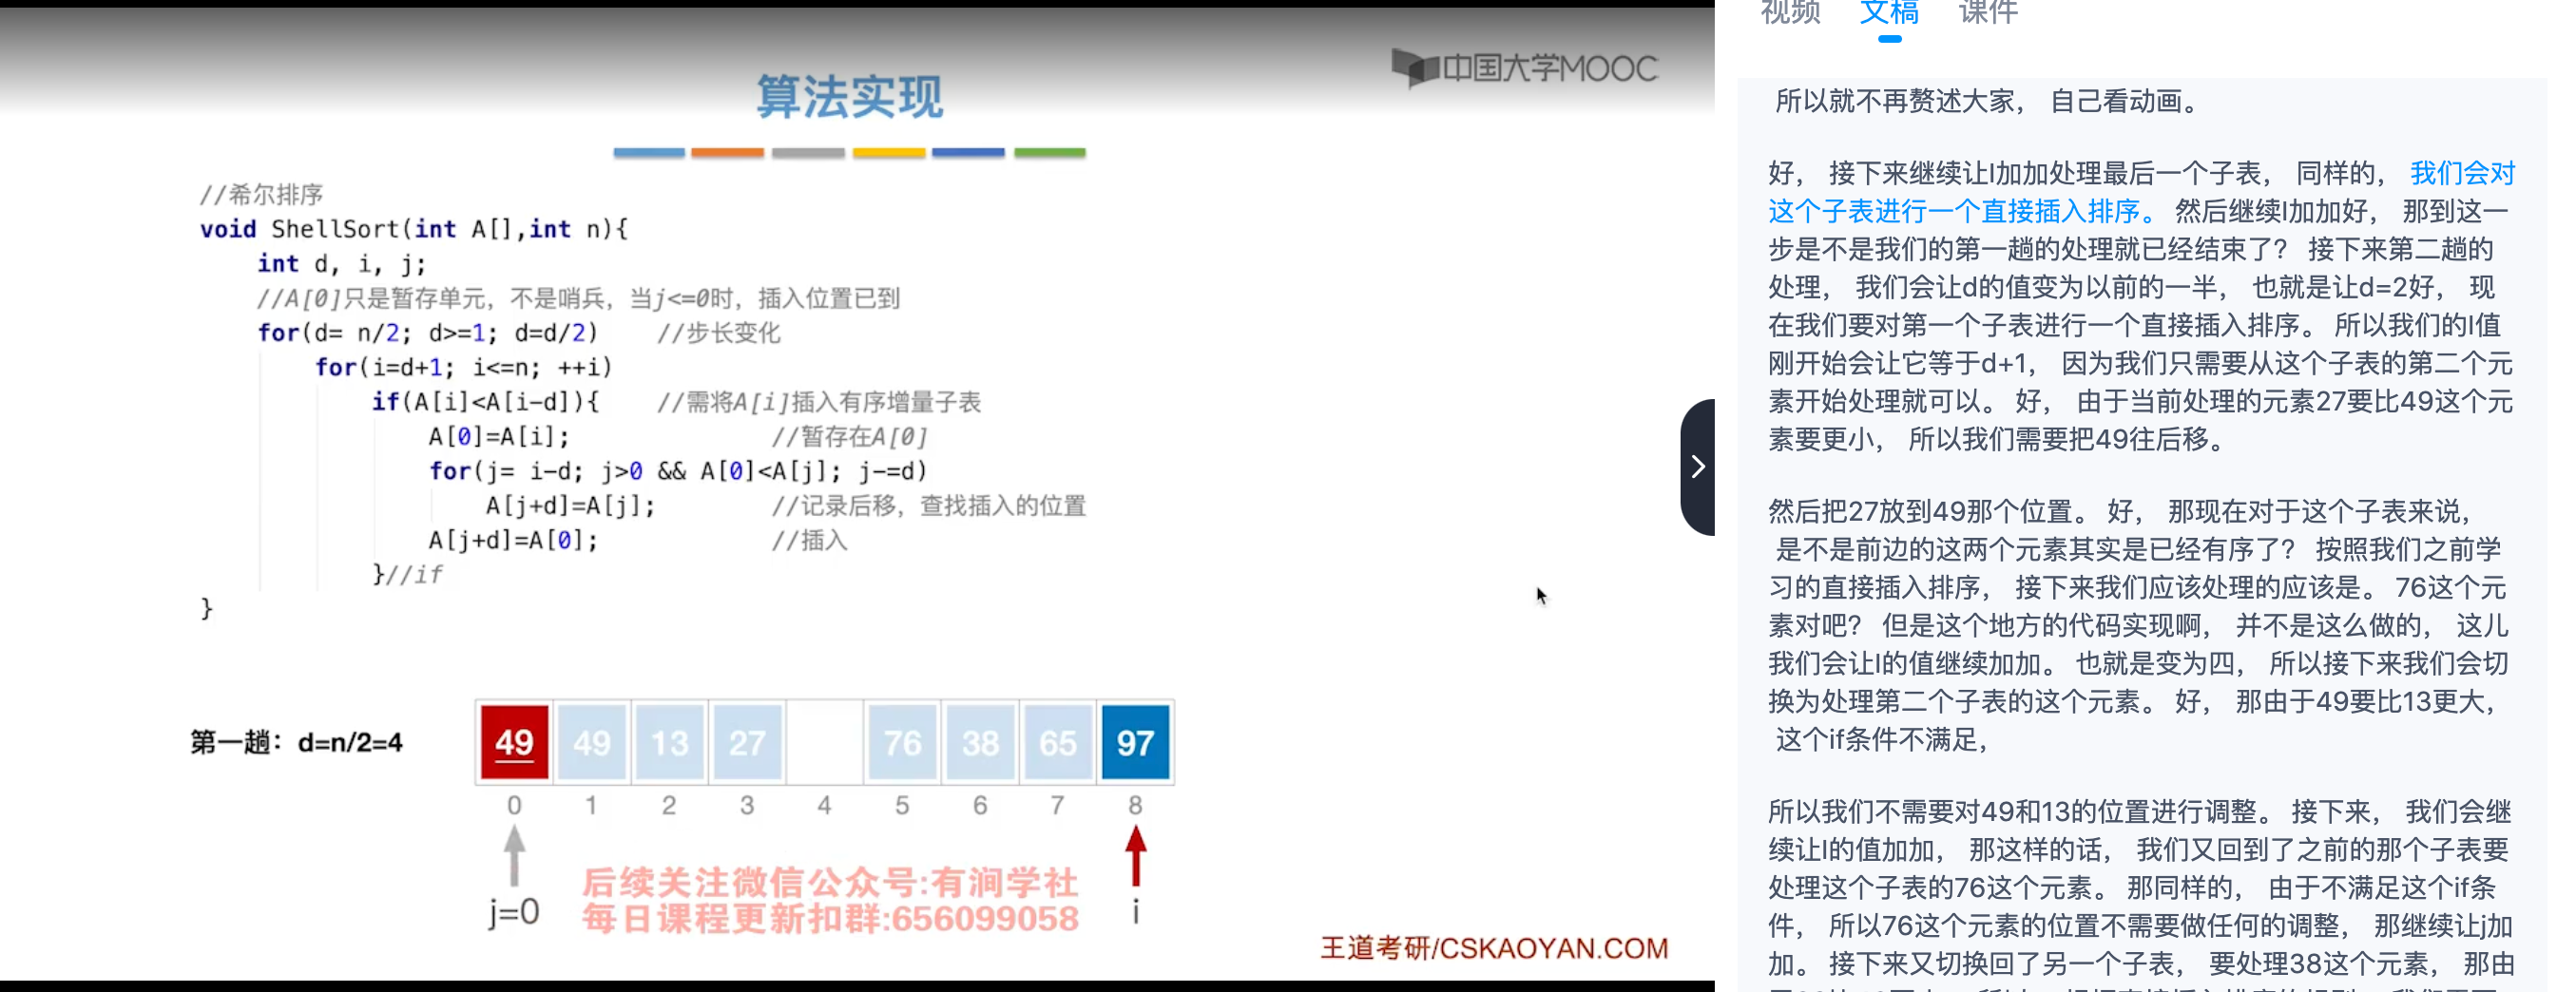 中国大学MOOC
算法实现
//希尔排序
void ShellSort(int A[],int n){
int d, i, j;
//A[0]只是暂存单元，不是哨兵，当j<=0时，插入位置已到
for(d= n/2; d>=1; d=d/2) //步长变化
for(i=d+1; i<=n; ++i)
if(A[i]<A[i-d]){ //需将A[i]插入有序增量子表
A[0]=A[i]; //暂存在A[0]
for(j= i-d; j>0 && A[0]<A[j]; j-=d)
A[j+d]=A[j]; //记录后移，查找插入的位置
A[j+d]=A[0]; //插入
}//if
}
第一趟：d=n/2=4
49 49 13 27 76 38 65 97
0 1 2 3 4 5 6 7 8
j=0
i
后续关注微信公众号:有涧学社
每日课程更新扣群:656099058
王道考研/CSKAOYAN.COM
视频 文稿 课件
所以就不再赘述大家， 自己看动画。
好， 接下来继续让I加加处理最后一个子表， 同样的， 我们会对
这个子表进行一个直接插入排序。 然后继续I加加好， 那到这一
步是不是我们的第一趟的处理就已经结束了？ 接下来第二趟的
处理， 我们会让d的值变为以前的一半， 也就是让d=2好， 现
在我们要对第一个子表进行一个直接插入排序。 所以我们的I值
刚开始会让它等于d+1， 因为我们只需要从这个子表的第二个元
素开始处理就可以。 好， 由于当前处理的元素27要比49这个元
素要更小， 所以我们需要把49往后移。
然后把27放到49那个位置。 好， 那现在对于这个子表来说，
是不是前边的这两个元素其实是已经有序了？ 按照我们之前学
习的直接插入排序， 接下来我们应该处理的应该是。 76这个元
素对吧？ 但是这个地方的代码实现啊， 并不是这么做的， 这儿
我们会让I的值继续加加。 也就是变为四， 所以接下来我们会切
换为处理第二个子表的这个元素。 好， 那由于49要比13更大，
这个if条件不满足，
所以我们不需要对49和13的位置进行调整。 接下来， 我们会继
续让I的值加加， 那这样的话， 我们又回到了之前的那个子表要
处理这个子表的76这个元素。 那同样的， 由于不满足这个if条
件， 所以76这个元素的位置不需要做任何的调整， 那继续让j加
加。 接下来又切换回了另一个子表， 要处理38这个元素， 那由